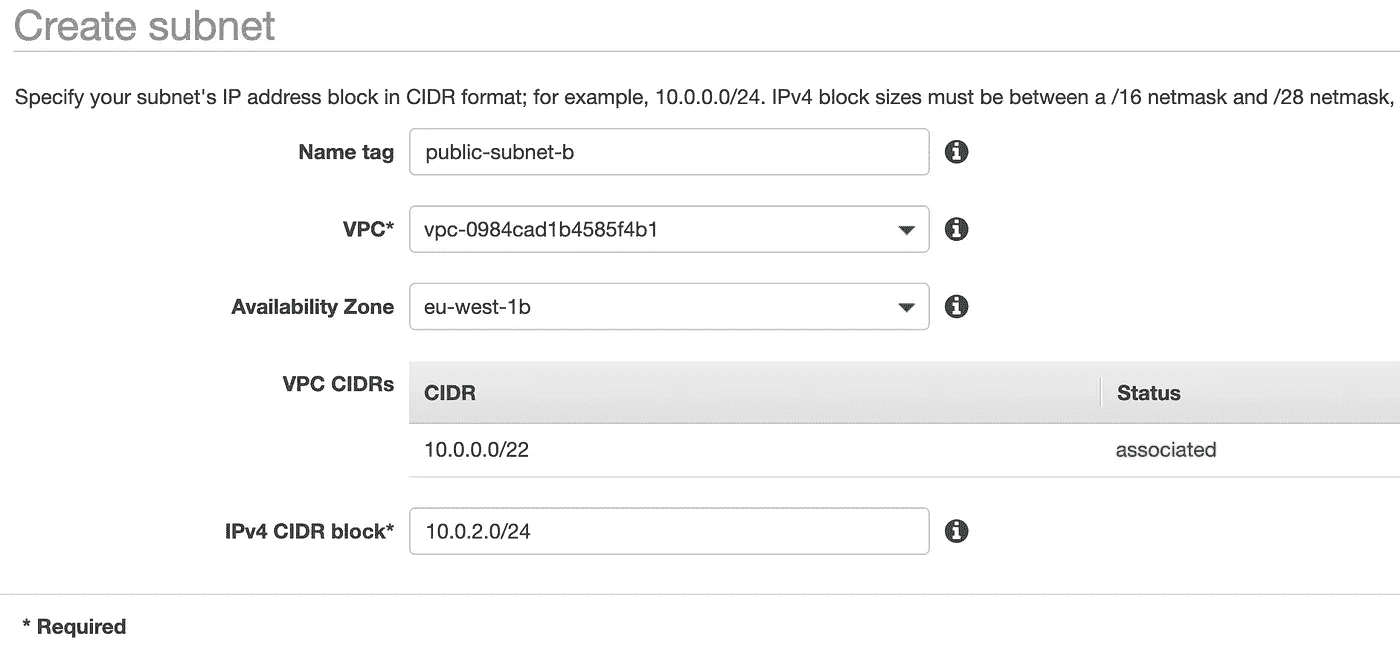 Create subnet
Specify your subnet's IP address block in CIDR format; for example, 10.0.0.0/24. IPv4 block sizes must be between a /16 netmask and /28 netmask,
Name tag public-subnet-b
VPC* vpc-0984cad1b4585f4b1
Availability Zone eu-west-1b
VPC CIDRs CIDR Status
10.0.0.0/22 associated
IPv4 CIDR block* 10.0.2.0/24
* Required